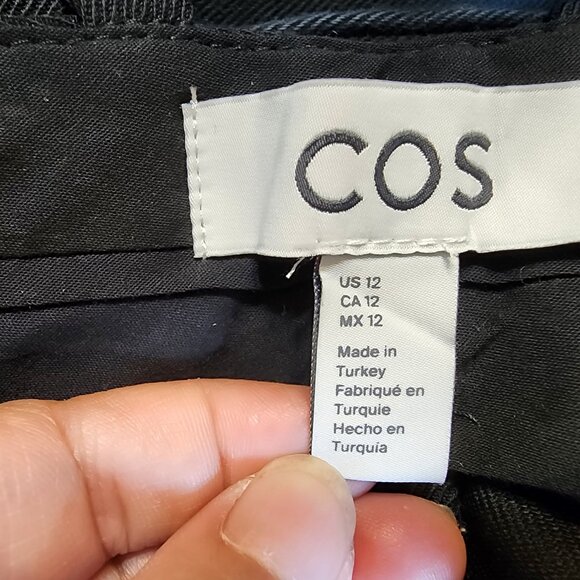 COS
US 12
CA 12
MX 12
Made in
Turkey
Fabriqué en
Turquie
Hecho en
Turquía